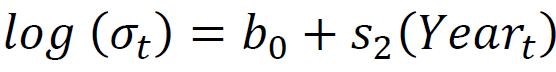 log (σₜ) = b₀ + s₂(Yearₜ)